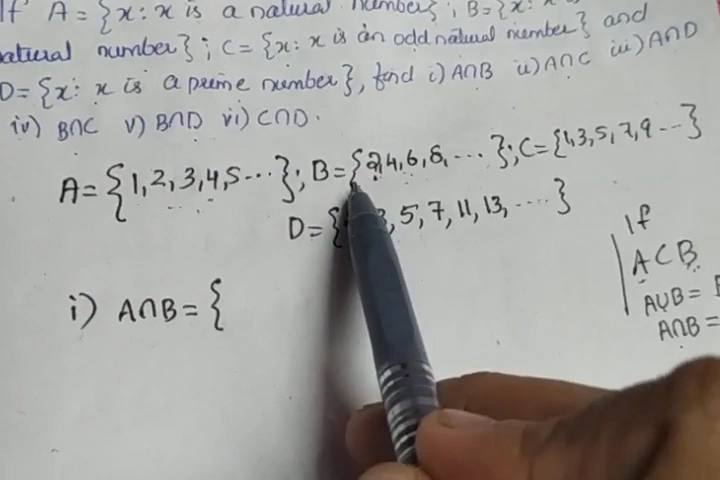 If A = {x: x is a natural number}; B={x: x
natural number}; C = {x: x is an odd natural number} and
D= {x: x is a prime number}, find i) A∩B ii) A∩C iii) A∩D
iv) B∩C v) B∩D vi) C∩D.
A= {1, 2, 3, 4, 5 ...}; B= {2,4, 6, 8, ....}; C= {1, 3, 5, 7, 9 ...}
D= { 3, 5, 7, 11, 13, ....}
i) A∩B = {
If
A⊂B
A∪B =
A∩B =